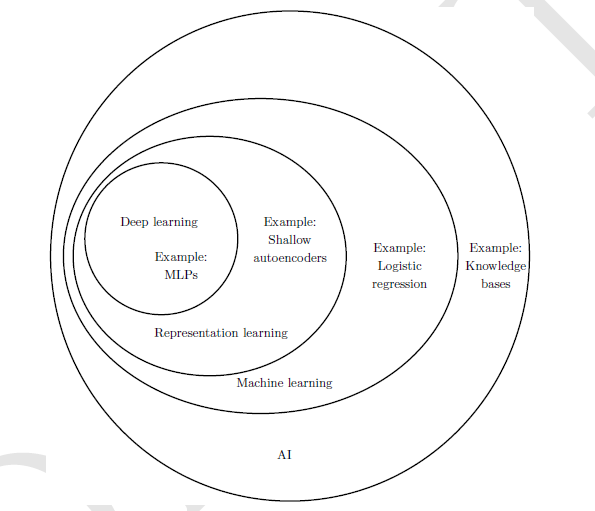 Deep learning
Example:
MLPs
Example:
Shallow
autoencoders
Example:
Logistic
regression
Example:
Knowledge
bases
Representation learning
Machine learning
AI